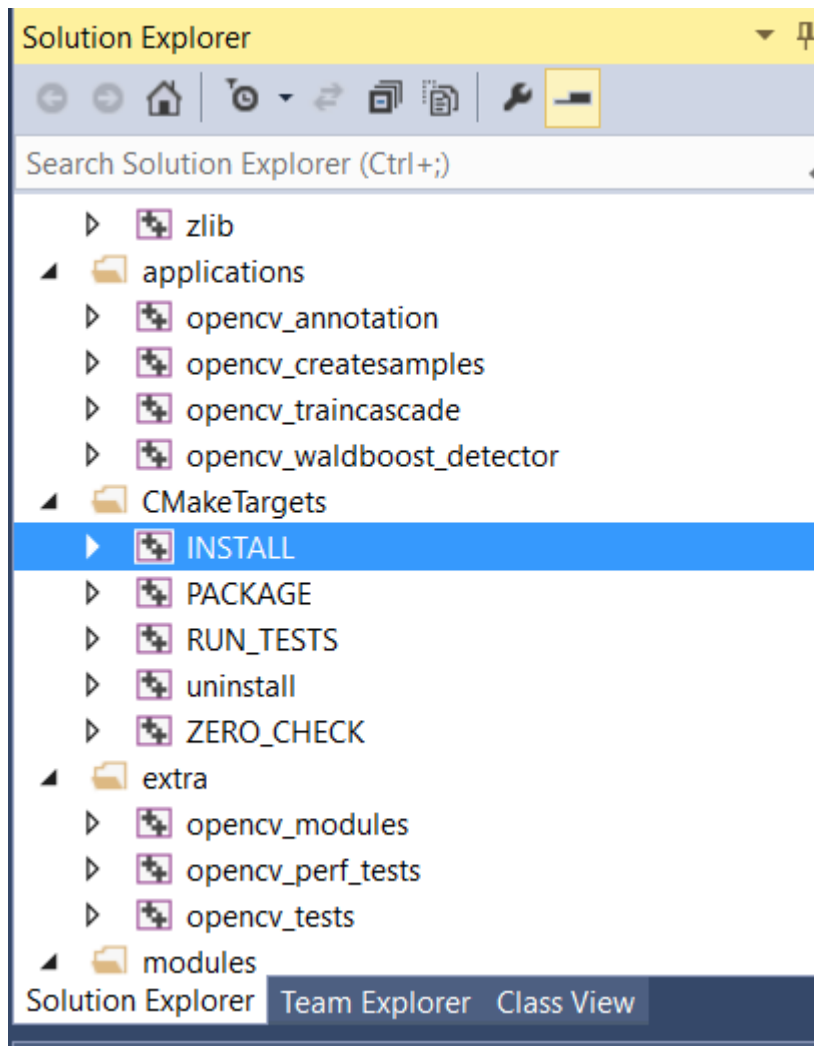 Solution Explorer
Search Solution Explorer (Ctrl+;)
zlib
applications
opencv_annotation
opencv_createsamples
opencv_traincascade
opencv_waldboost_detector
CMakeTargets
INSTALL
PACKAGE
RUN_TESTS
uninstall
ZERO_CHECK
extra
opencv_modules
opencv_perf_tests
opencv_tests
modules
Solution Explorer Team Explorer Class View